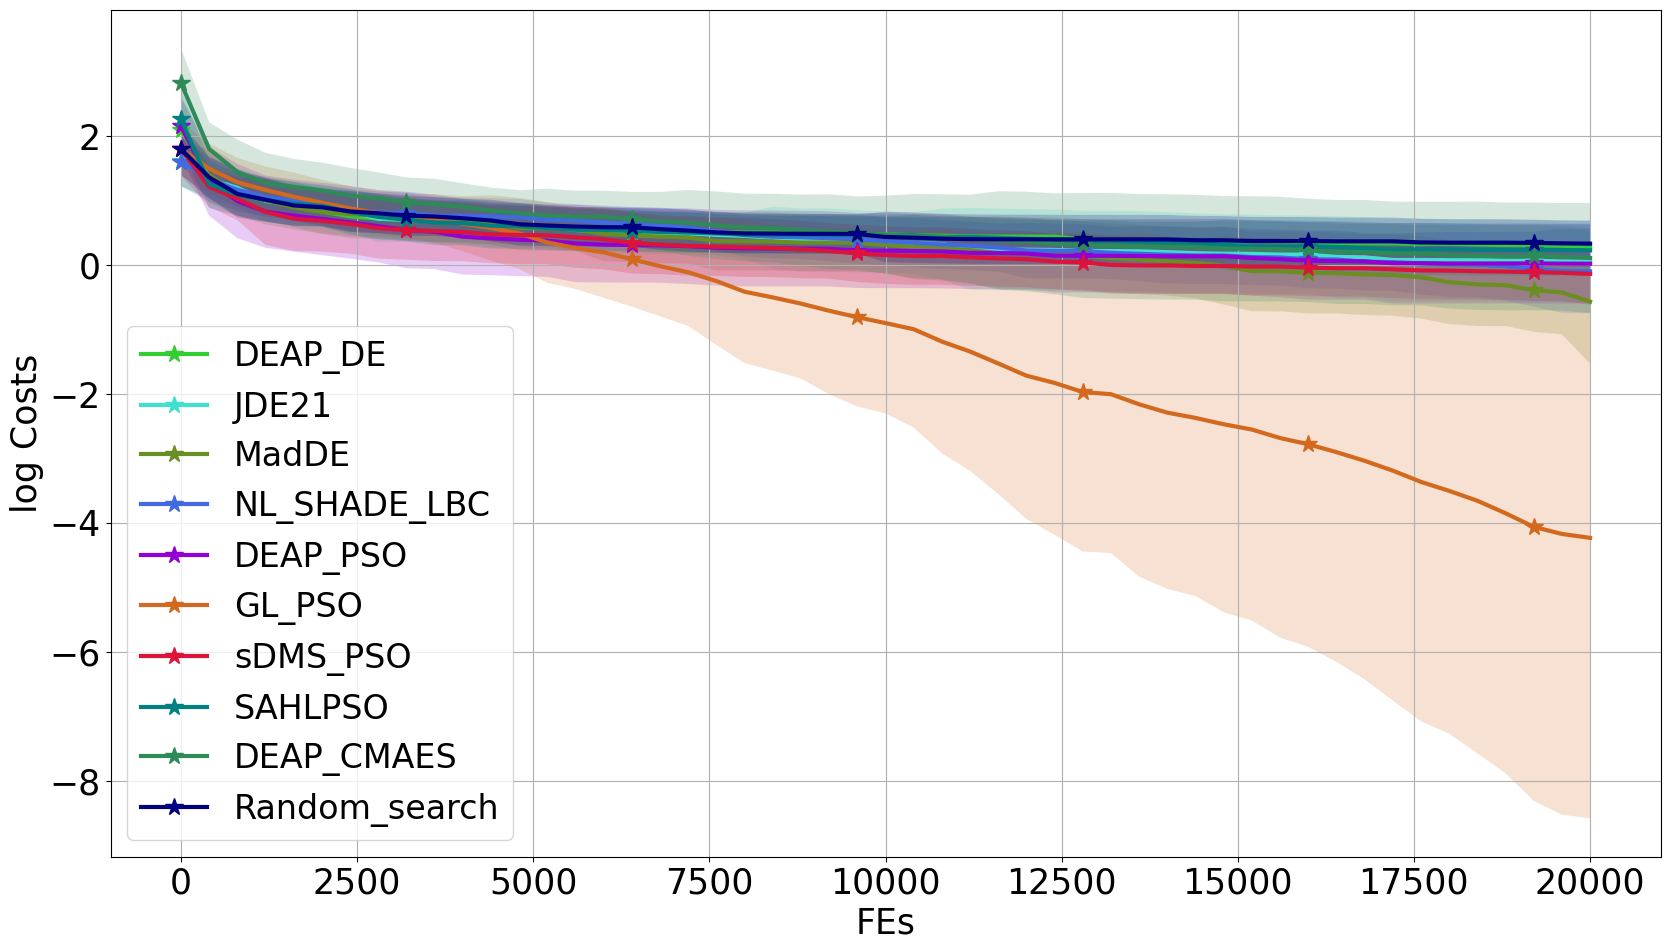 log Costs
2
0
−2
−4
−6
−8
DEAP_DE
JDE21
MadDE
NL_SHADE_LBC
DEAP_PSO
GL_PSO
sDMS_PSO
SAHLPSO
DEAP_CMAES
Random_search
0 2500 5000 7500 10000 12500 15000 17500 20000
FEs